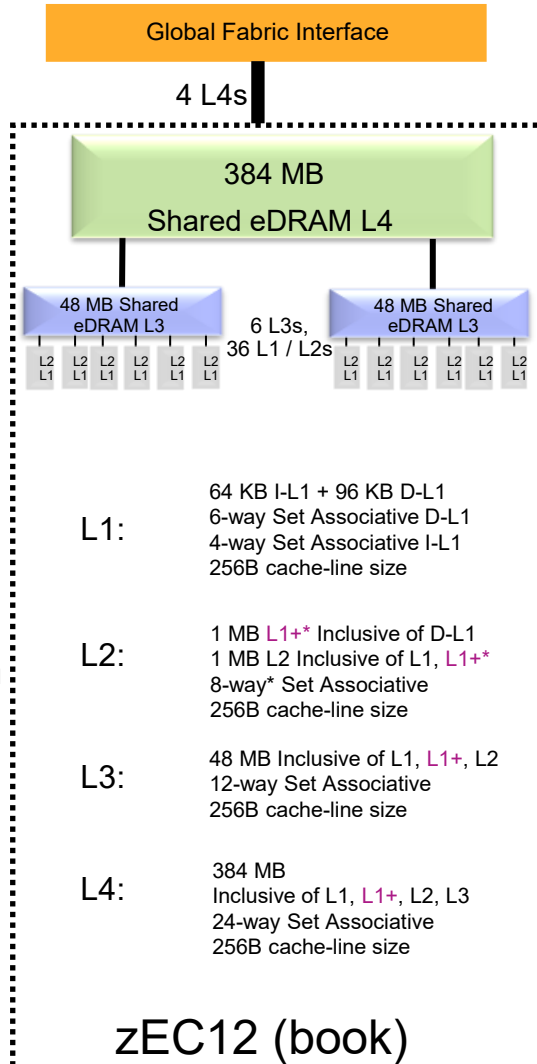 Global Fabric Interface
4 L4s
384 MB
Shared eDRAM L4
48 MB Shared
eDRAM L3
6 L3s,
36 L1 / L2s
48 MB Shared
eDRAM L3
L2 L2 L2 L2 L2 L2
L1 L1 L1 L1 L1 L1
L2 L2 L2 L2 L2 L2
L1 L1 L1 L1 L1 L1
L1:
64 KB I-L1 + 96 KB D-L1
6-way Set Associative D-L1
4-way Set Associative I-L1
256B cache-line size
L2:
1 MB L1+* Inclusive of D-L1
1 MB L2 Inclusive of L1, L1+*
8-way* Set Associative
256B cache-line size
L3:
48 MB Inclusive of L1, L1+, L2
12-way Set Associative
256B cache-line size
L4:
384 MB
Inclusive of L1, L1+, L2, L3
24-way Set Associative
256B cache-line size
zEC12 (book)